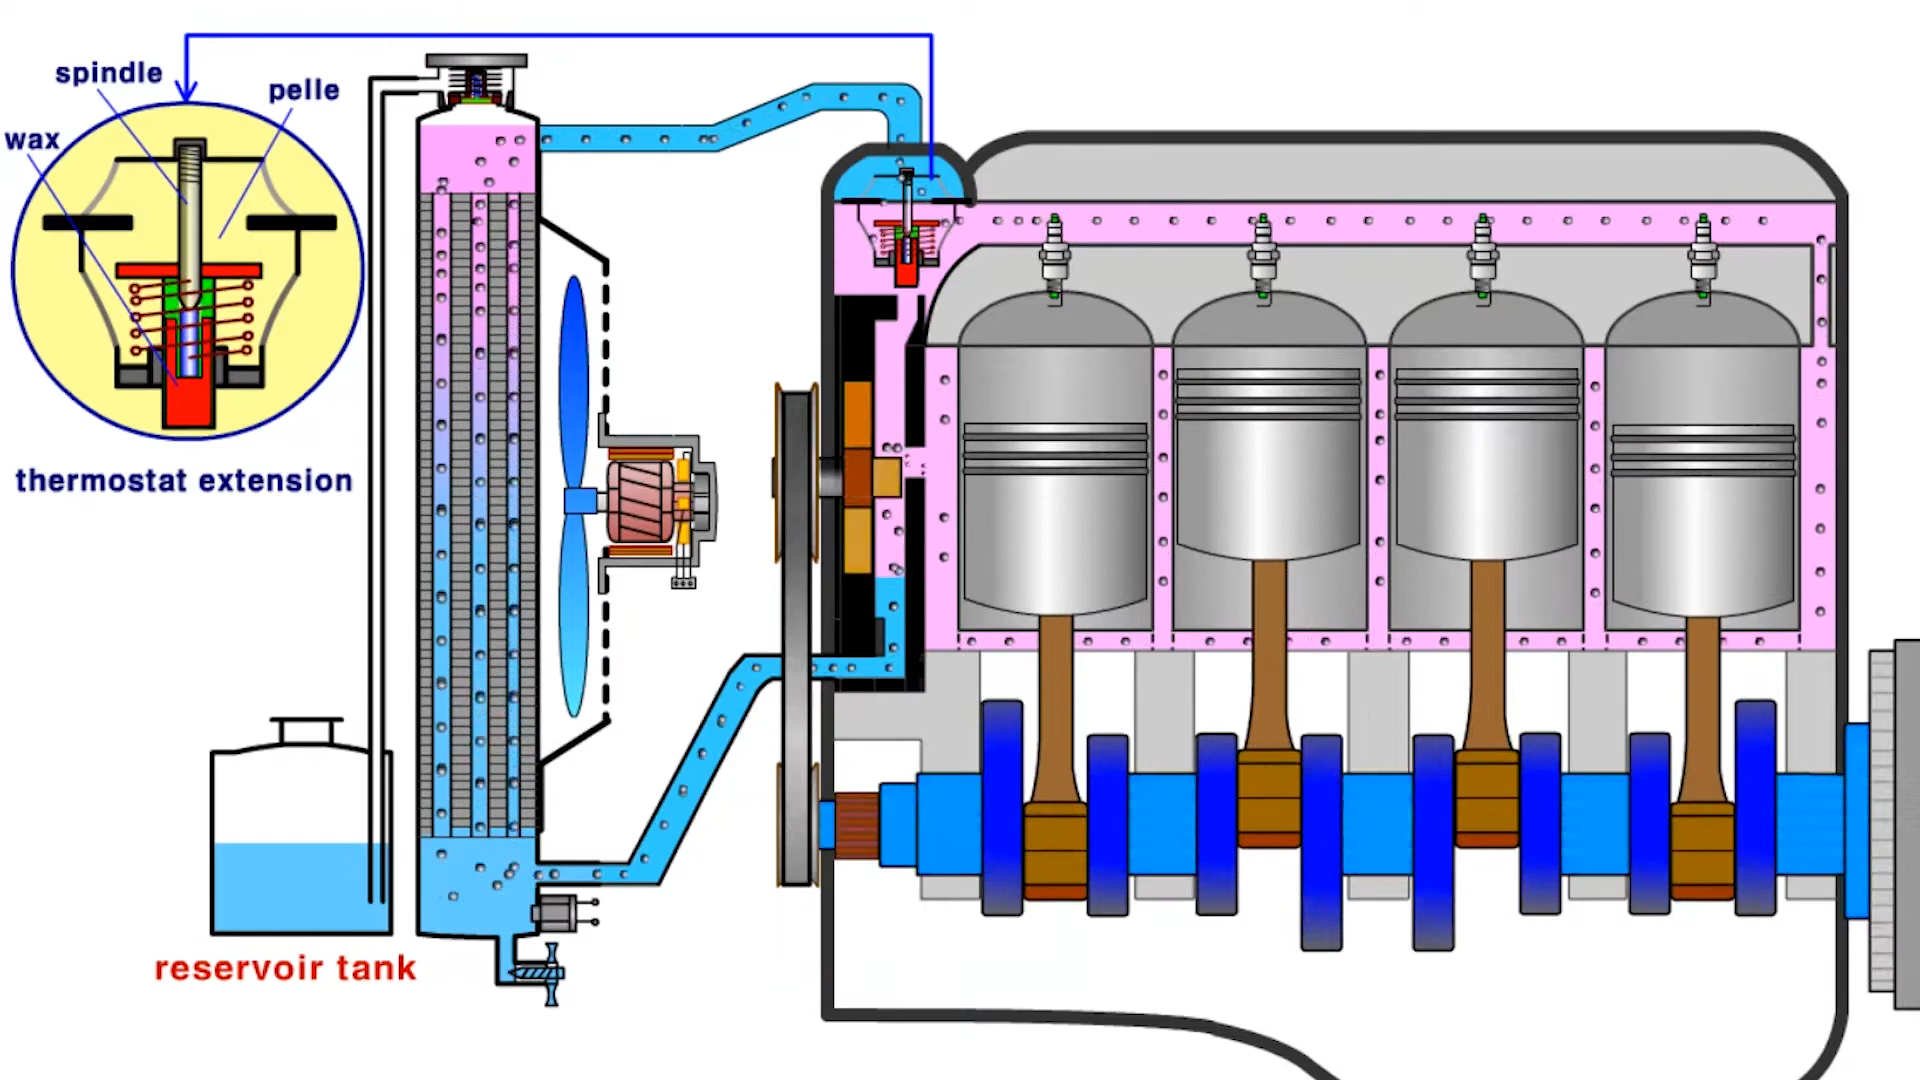 spindle
pelle
wax
thermostat extension
reservoir tank